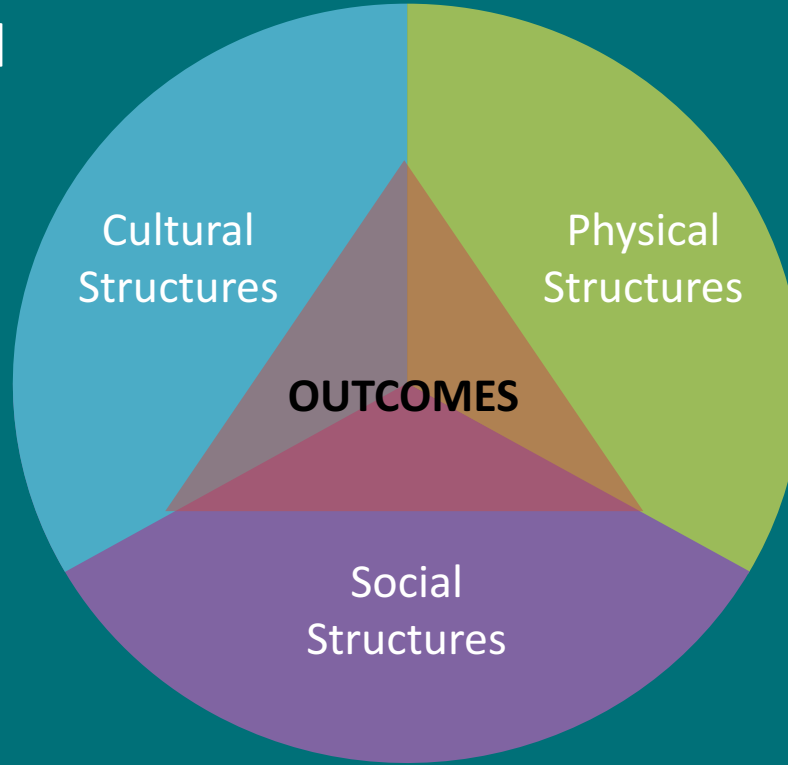 Cultural
Structures
Physical
Structures
OUTCOMES
Social
Structures